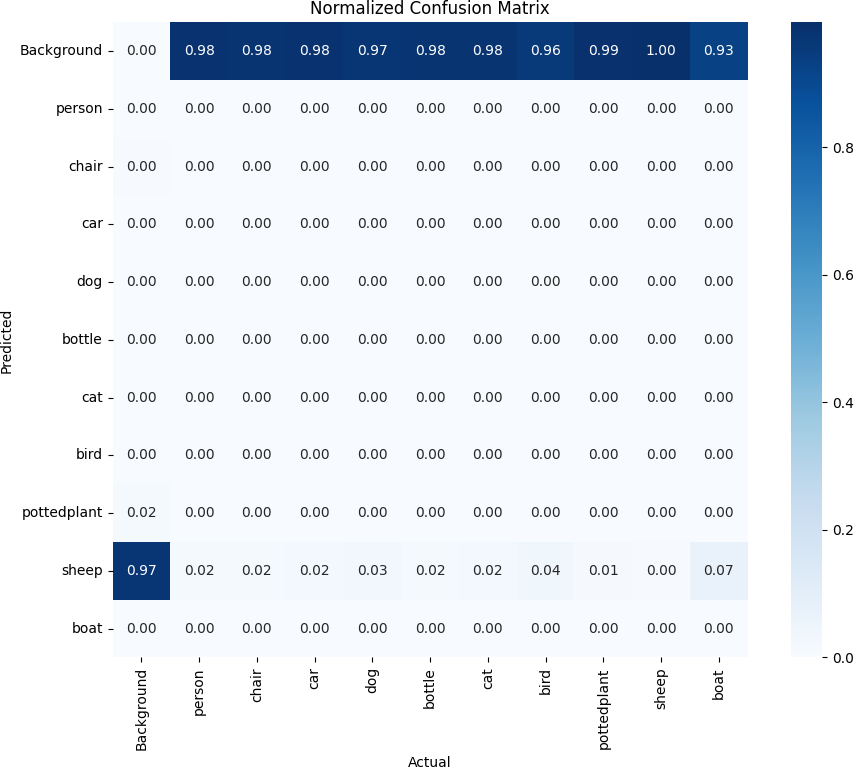 Normalized Confusion Matrix
Background 0.00 0.98 0.98 0.98 0.97 0.98 0.98 0.96 0.99 1.00 0.93
person 0.00 0.00 0.00 0.00 0.00 0.00 0.00 0.00 0.00 0.00 0.00
chair 0.00 0.00 0.00 0.00 0.00 0.00 0.00 0.00 0.00 0.00 0.00
car 0.00 0.00 0.00 0.00 0.00 0.00 0.00 0.00 0.00 0.00 0.00
dog 0.00 0.00 0.00 0.00 0.00 0.00 0.00 0.00 0.00 0.00 0.00
bottle 0.00 0.00 0.00 0.00 0.00 0.00 0.00 0.00 0.00 0.00 0.00
cat 0.00 0.00 0.00 0.00 0.00 0.00 0.00 0.00 0.00 0.00 0.00
bird 0.00 0.00 0.00 0.00 0.00 0.00 0.00 0.00 0.00 0.00 0.00
pottedplant 0.02 0.00 0.00 0.00 0.00 0.00 0.00 0.00 0.00 0.00 0.00
sheep 0.97 0.02 0.02 0.02 0.03 0.02 0.02 0.04 0.01 0.00 0.07
boat 0.00 0.00 0.00 0.00 0.00 0.00 0.00 0.00 0.00 0.00 0.00
Predicted
Background person chair car dog bottle cat bird pottedplant sheep boat
Actual
0.8
0.6
0.4
0.2
0.0